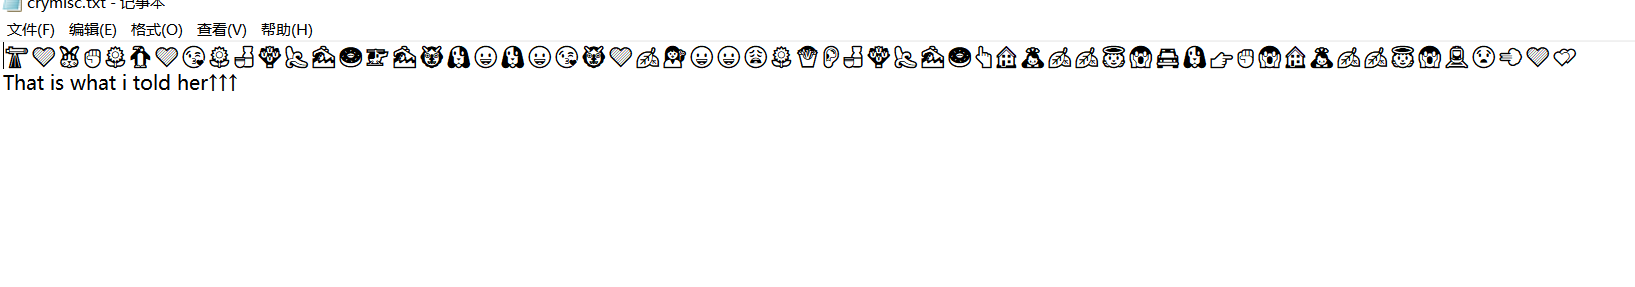 crymisc.txt - 记事本
文件(F) 编辑(E) 格式(O) 查看(V) 帮助(H)
That is what i told her↑↑↑